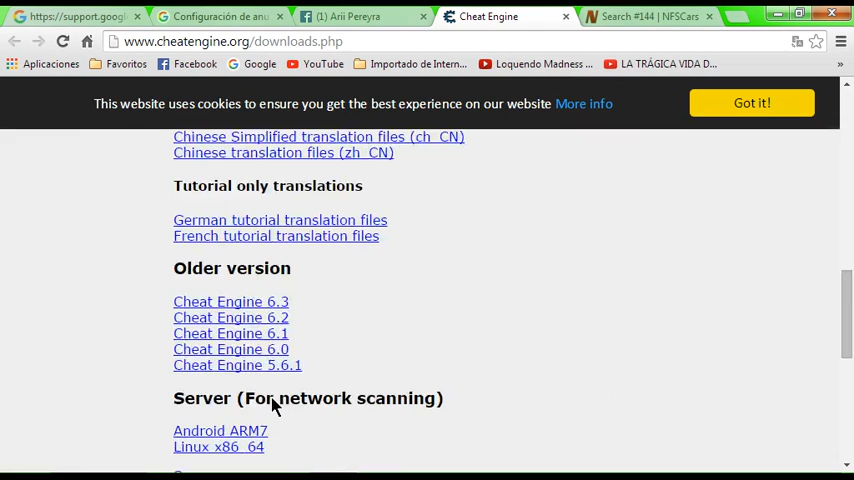 https://support.googl
Configuración de anu
(1) Arii Pereyra
Cheat Engine
Search #144 | NFSCars
www.cheatengine.org/downloads.php
Aplicaciones
Favoritos
Facebook
Google
YouTube
Importado de Intern...
Loquendo Madness ...
LA TRÁGICA VIDA D...
»
This website uses cookies to ensure you get the best experience on our website More info
Got it!
Chinese Simplified translation files (ch_CN)
Chinese translation files (zh_CN)
Tutorial only translations
German tutorial translation files
French tutorial translation files
Older version
Cheat Engine 6.3
Cheat Engine 6.2
Cheat Engine 6.1
Cheat Engine 6.0
Cheat Engine 5.6.1
Server (For network scanning)
Android ARM7
Linux x86_64